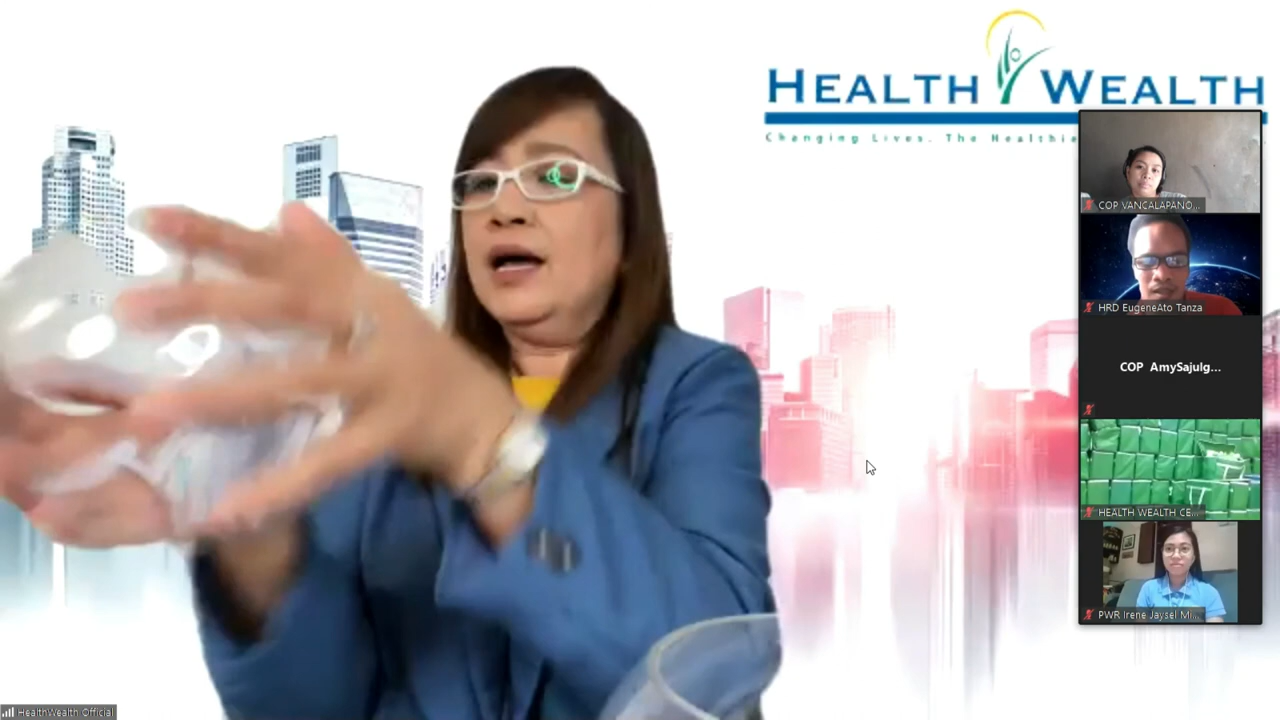 HEALTH WEALTH
Changing Lives. The Healthie
COP VANCALAPANO...
HRD EugeneAto Tanza
COP AmySajulg...
HEALTH WEALTH CE...
PWR Irene Jaysel Mi...
HealthWealth Official